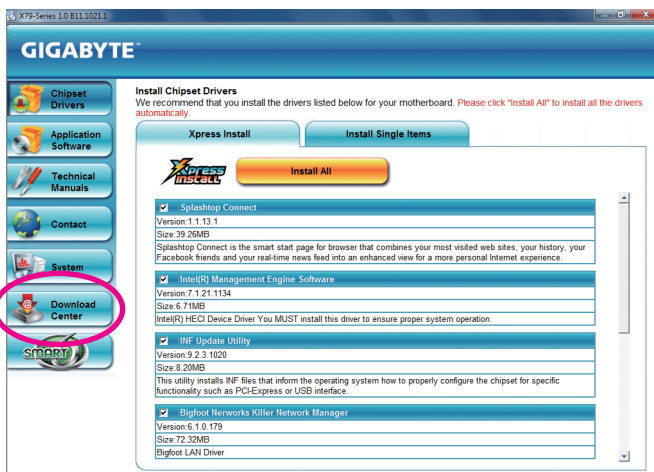 X79-Series 1.0 B11.1021.1
GIGABYTE™
Chipset
Drivers
Application
Software
Technical
Manuals
Contact
System
Download
Center
SMART
Install Chipset Drivers
We recommend that you install the drivers listed below for your motherboard. Please click "Install All" to install all the drivers
automatically.
Xpress Install
Install Single Items
Xpress
INSTALL
Install All
Splashtop Connect
Version:1.1.13.1
Size:39.26MB
Splashtop Connect is the smart start page for browser that combines your most visited web sites, your history, your
Facebook friends and your real-time news feed into an enhanced view for a more personal Internet experience.
Intel(R) Management Engine Software
Version:7.1.21.1134
Size:6.71MB
Intel(R) HECI Device Driver You MUST install this driver to ensure proper system operation.
INF Update Utility
Version:9.2.3.1020
Size:8.20MB
This utility installs INF files that inform the operating system how to properly configure the chipset for specific
functionality such as PCI-Express or USB interface.
Bigfoot Nerworks Killer Network Manager
Version:6.1.0.179
Size:72.32MB
Bigfoot LAN Driver